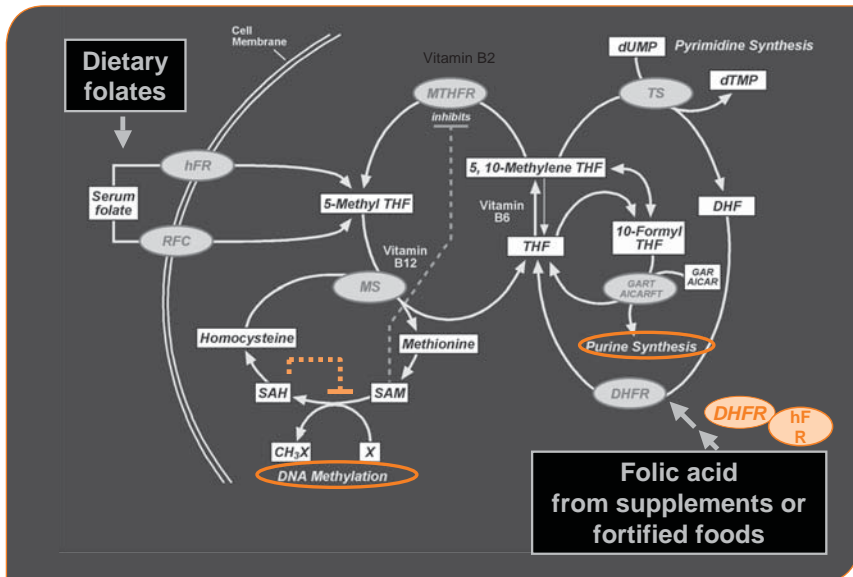 Cell
Membrane
Dietary
folates
Vitamin B2
MTHFR
inhibits
dUMP
Pyrimidine Synthesis
TS
dTMP
hFR
Serum
folate
RFC
5-Methyl THF
5, 10-Methylene THF
Vitamin
B6
THF
10-Formyl
THF
DHF
Vitamin
B12
MS
GART
AICARFT
GAR
AICAR
Homocysteine
Methionine
Purine Synthesis
SAH
SAM
DHFR
DHFR
hF
R
CH₃X
X
DNA Methylation
Folic acid
from supplements or
fortified foods